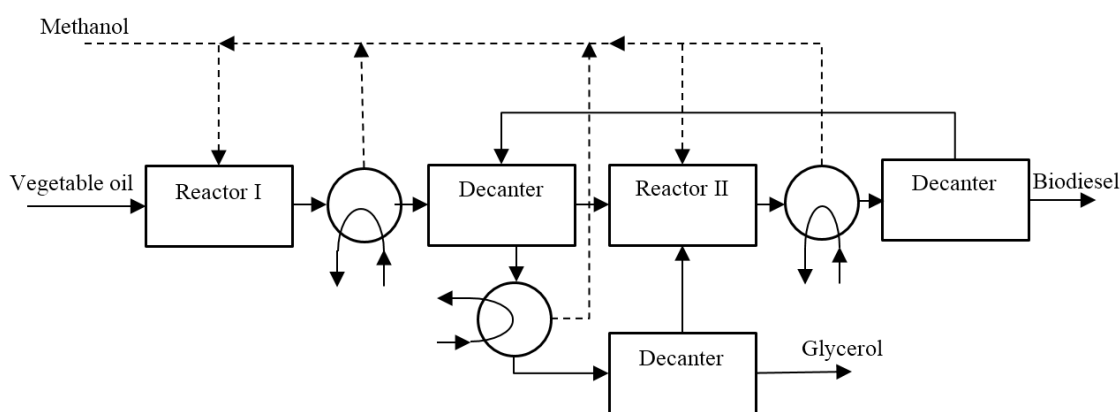 Methanol
Vegetable oil
Reactor I
Decanter
Reactor II
Decanter
Biodiesel
Decanter
Glycerol